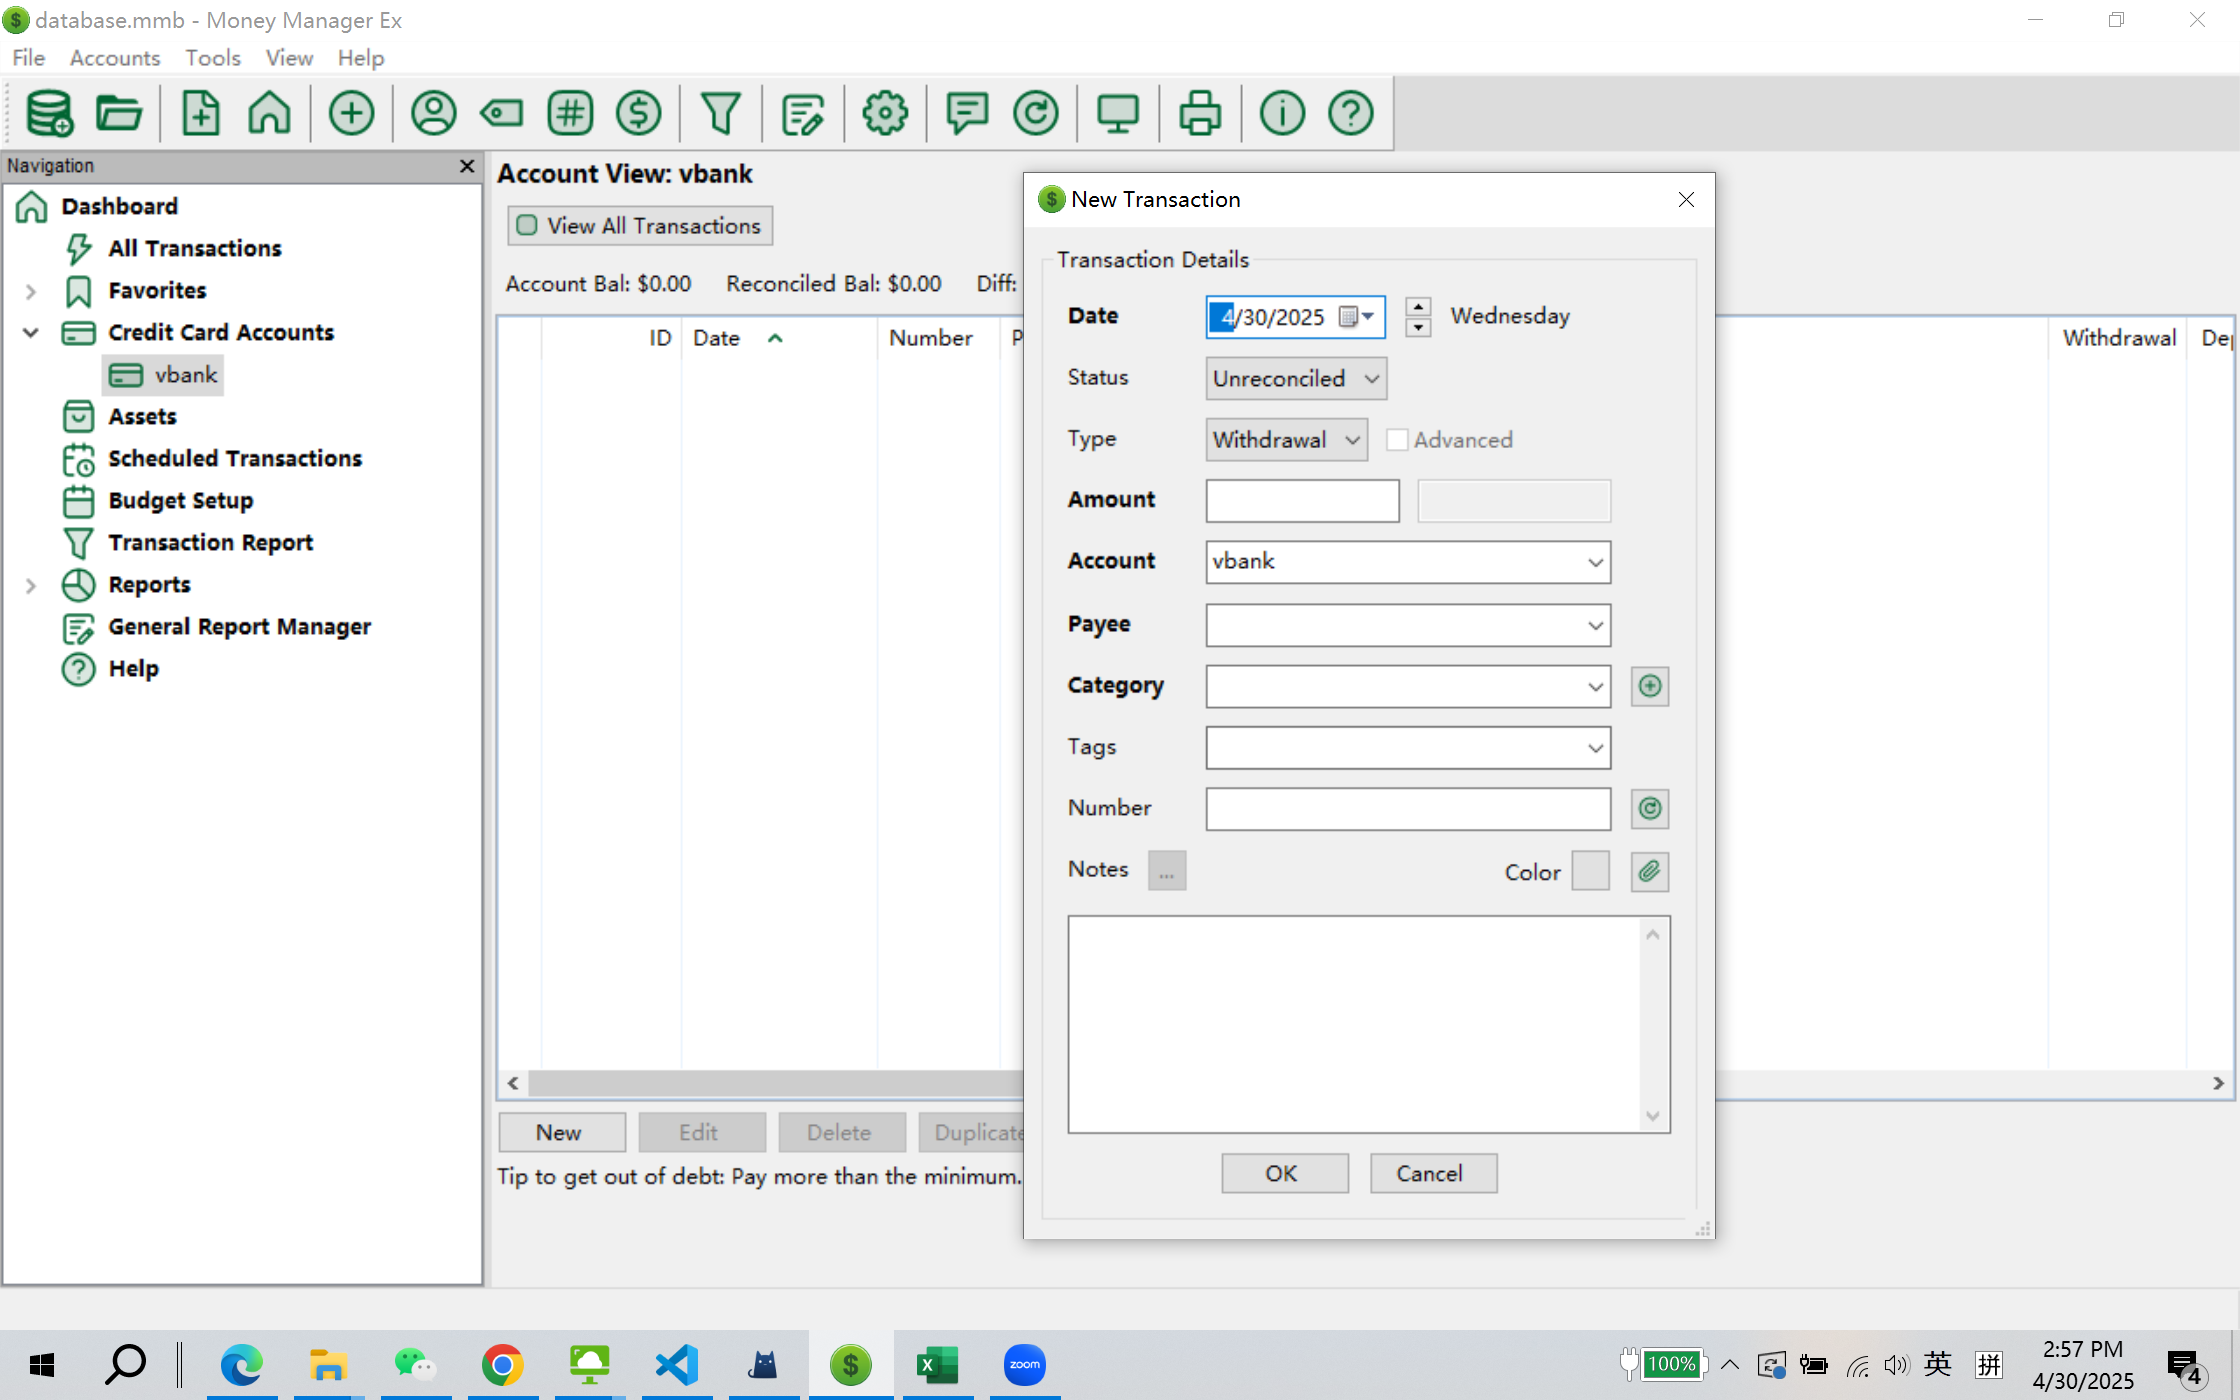 database.mmb - Money Manager Ex
File Accounts Tools View Help
Navigation
Dashboard
All Transactions
Favorites
Credit Card Accounts
vbank
Assets
Scheduled Transactions
Budget Setup
Transaction Report
Reports
General Report Manager
Help
Account View: vbank
View All Transactions
Account Bal: $0.00 Reconciled Bal: $0.00 Diff:
ID Date Number P Withdrawal Dep
New Edit Delete Duplicate
Tip to get out of debt: Pay more than the minimum.
New Transaction
Transaction Details
Date 4/30/2025 Wednesday
Status Unreconciled
Type Withdrawal Advanced
Amount
Account vbank
Payee
Category
Tags
Number
Notes ... Color
OK Cancel
zoom
100%
英
拼
2:57 PM
4/30/2025
4